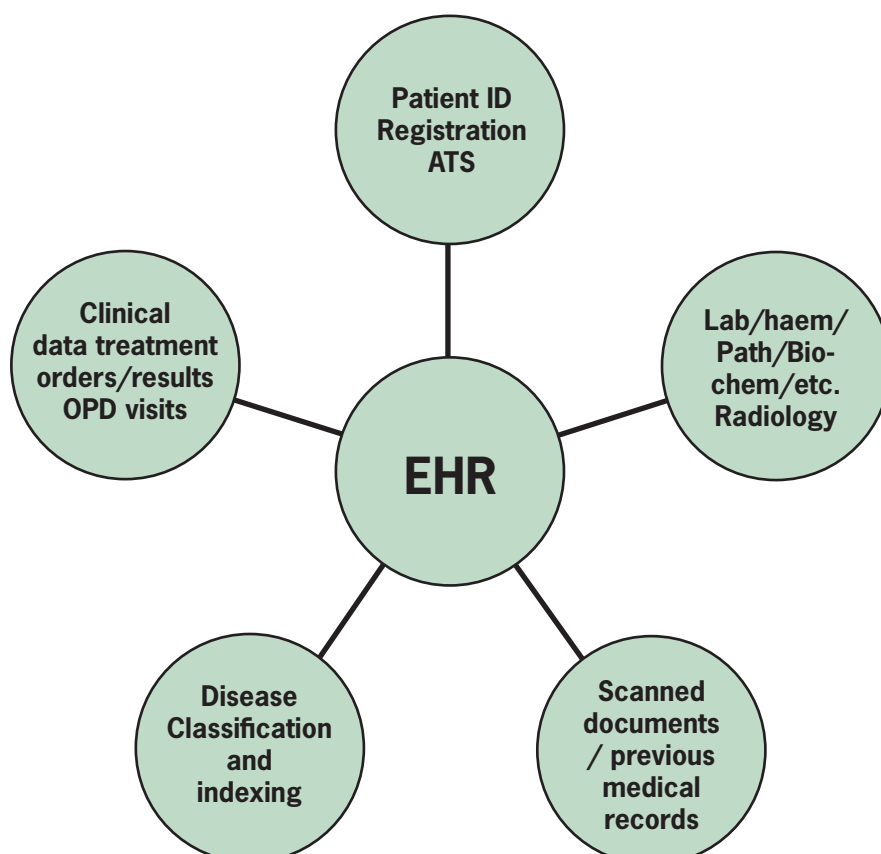 Patient ID
Registration
ATS
Clinical
data treatment
orders/results
OPD visits
Lab/haem/
Path/Bio-
chem/etc.
Radiology
EHR
Disease
Classification
and
indexing
Scanned
documents
/ previous
medical
records